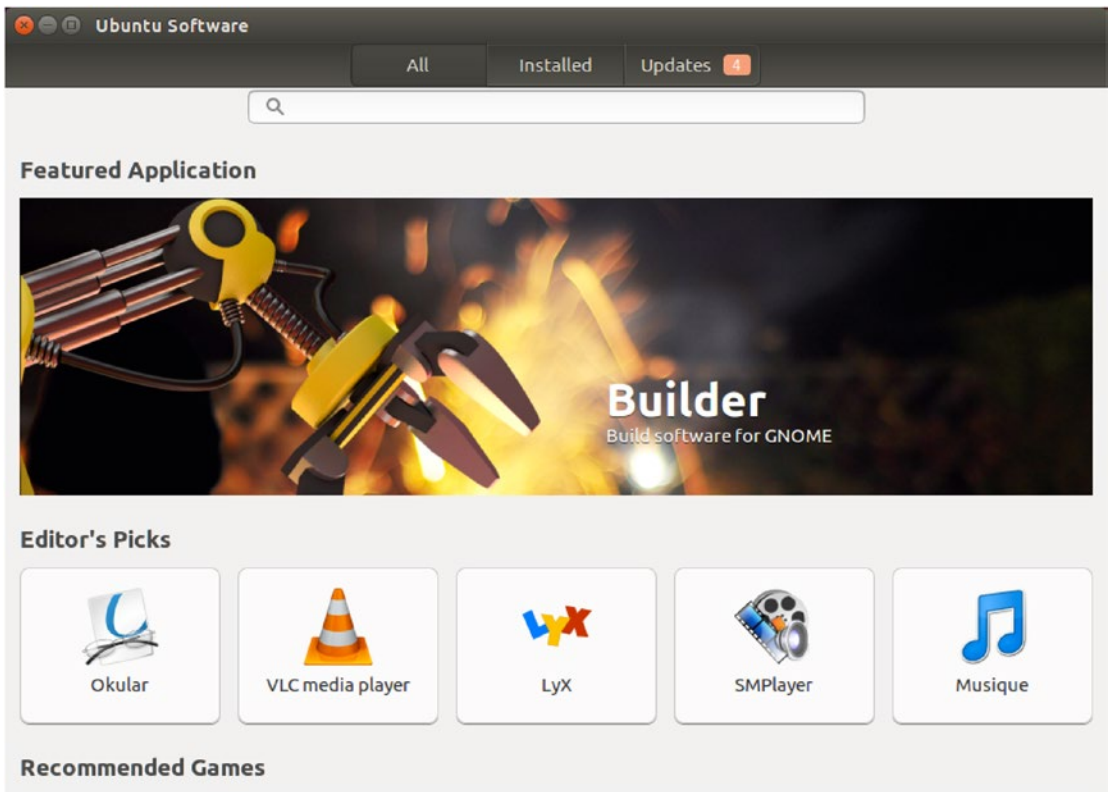 Ubuntu Software
All Installed Updates 4
Featured Application
Builder
Build software for GNOME
Editor's Picks
Okular VLC media player LyX SMPlayer Musique
Recommended Games